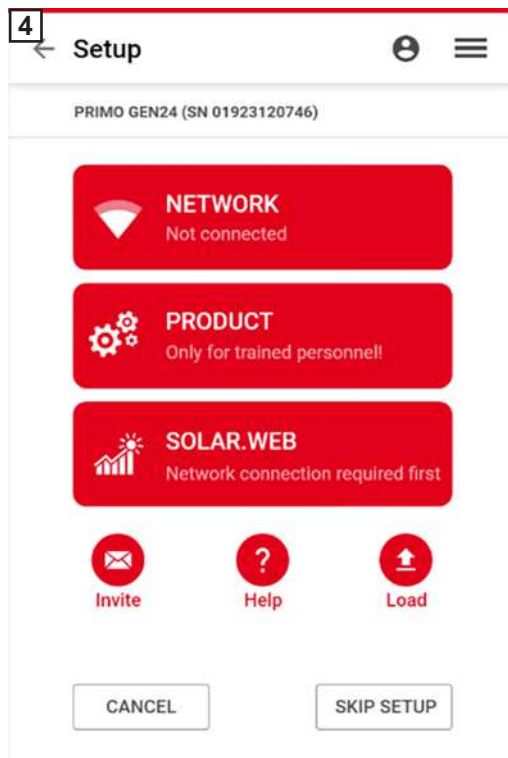 4
Setup
PRIMO GEN24 (SN 01923120746)
NETWORK
Not connected
PRODUCT
Only for trained personnel!
SOLAR.WEB
Network connection required first
?
Invite Help Load
CANCEL SKIP SETUP